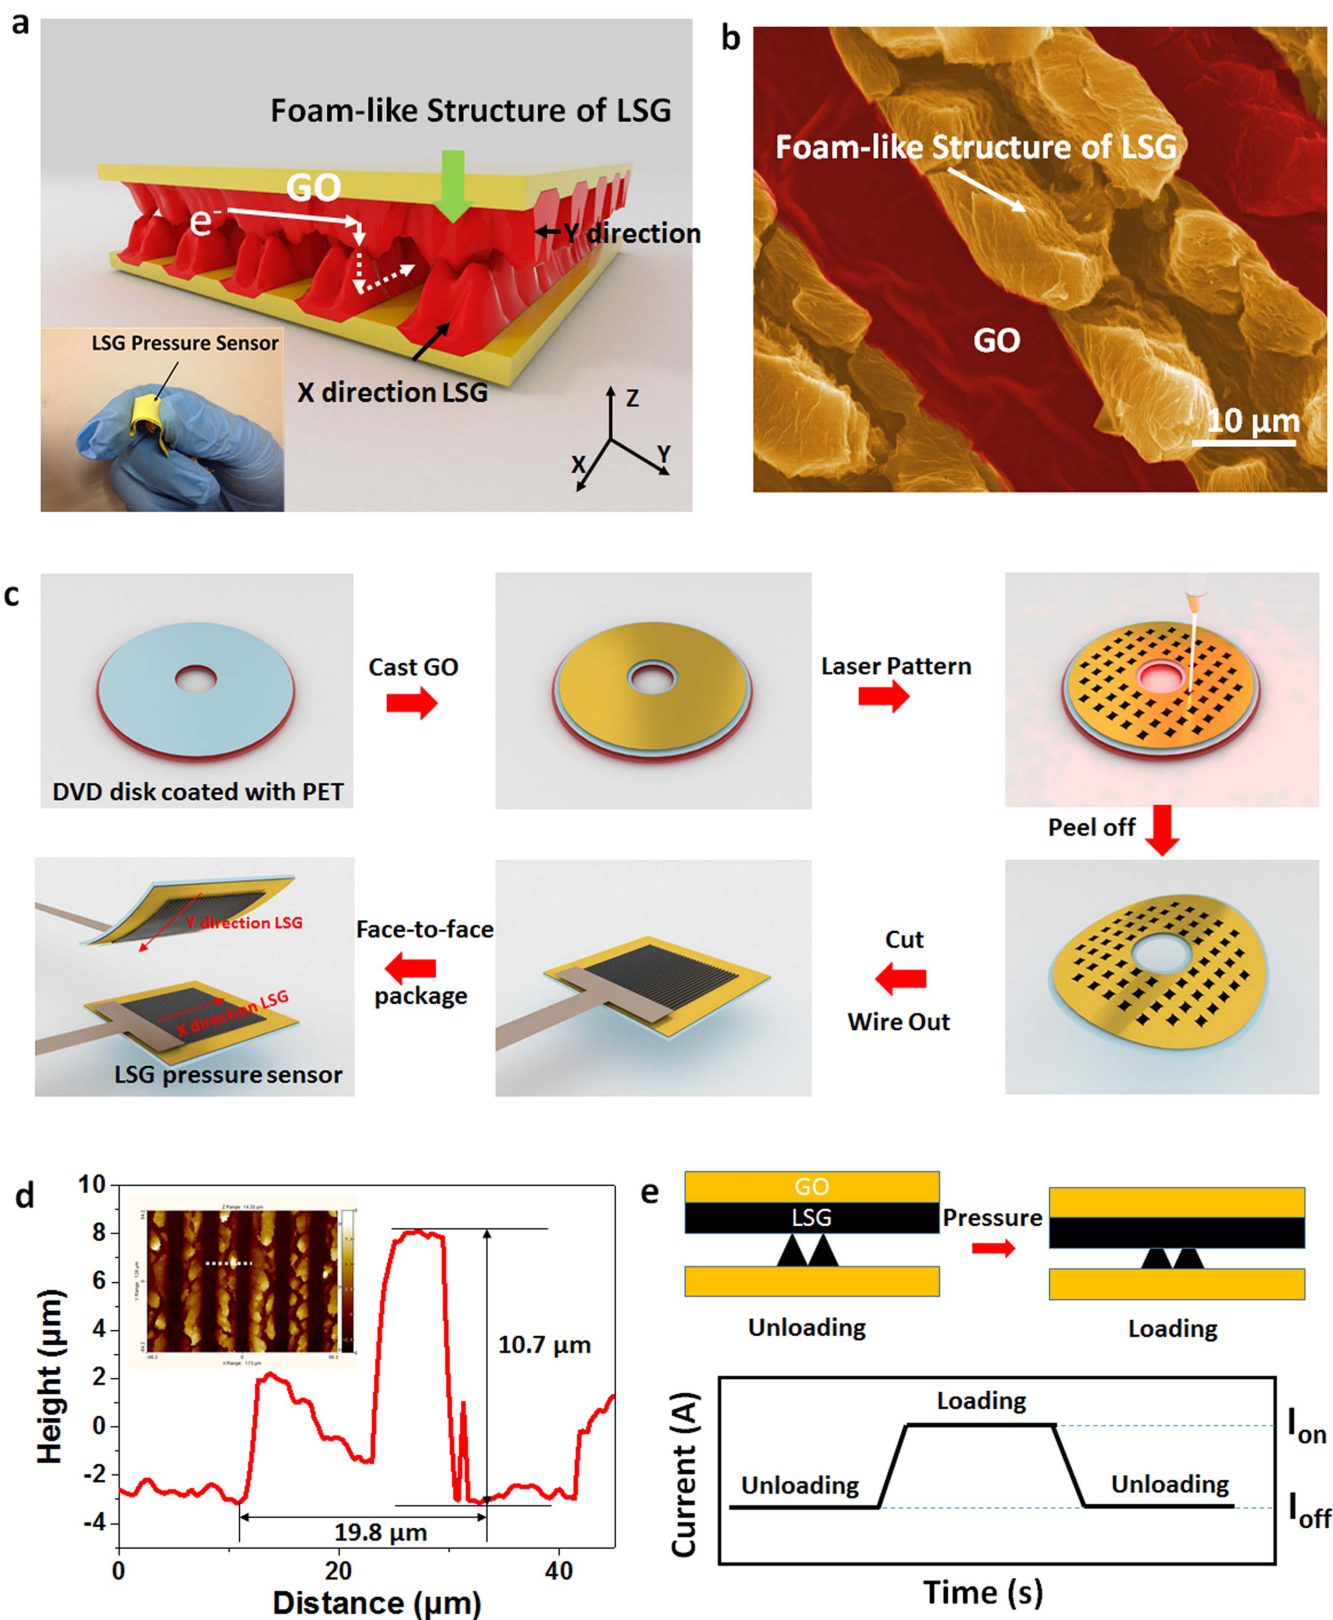 a
Foam-like Structure of LSG
GO
e-
Y direction
X direction LSG
LSG Pressure Sensor
Z
X
Y
b
Foam-like Structure of LSG
GO
10 µm
c
DVD disk coated with PET
Cast GO
Laser Pattern
Peel off
Cut
Wire Out
Face-to-face
package
Y direction LSG
X direction LSG
LSG pressure sensor
d
10
8
6
4
2
0
-2
-4
Height (µm)
10.7 µm
19.8 µm
0
20
40
Distance (µm)
e
GO
LSG
Pressure
Unloading
Loading
Current (A)
Loading
Unloading
Unloading
Ion
Ioff
Time (s)